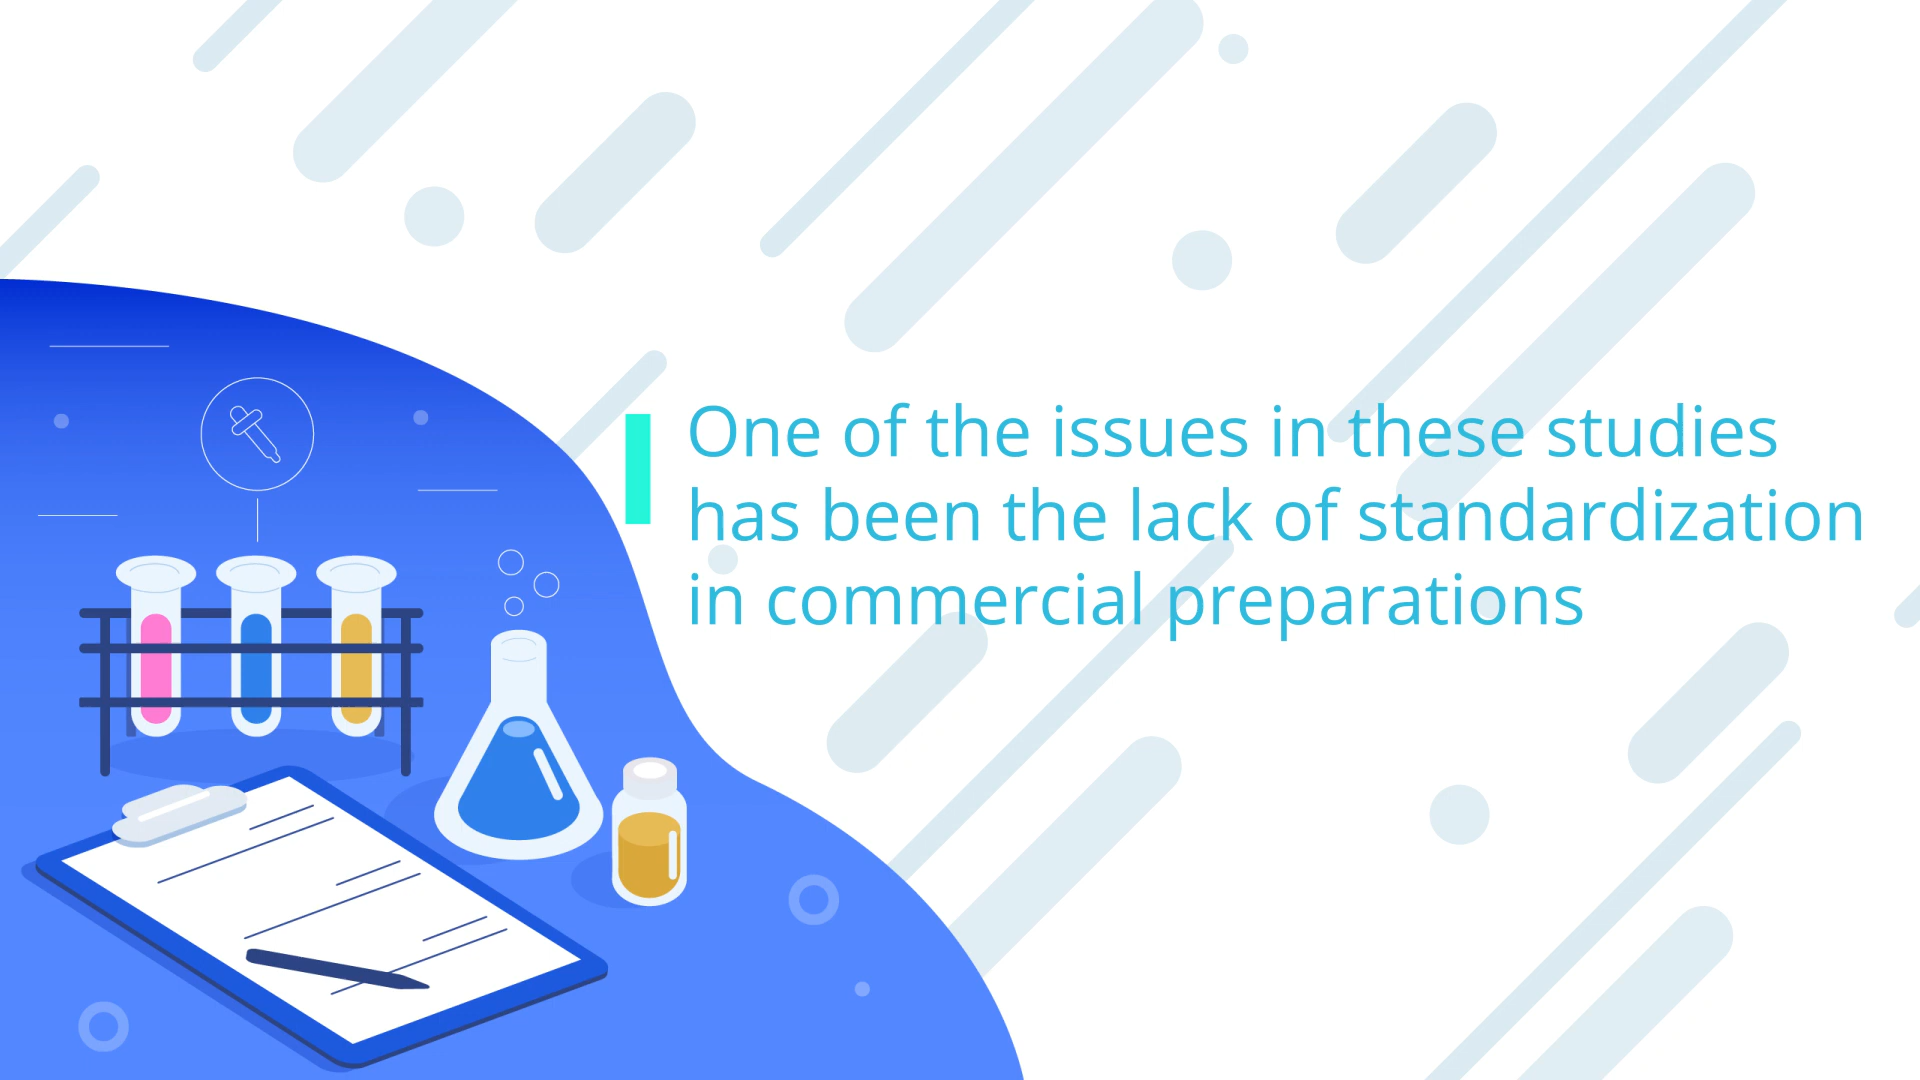 One of the issues in these studies
has been the lack of standardization
in commercial preparations